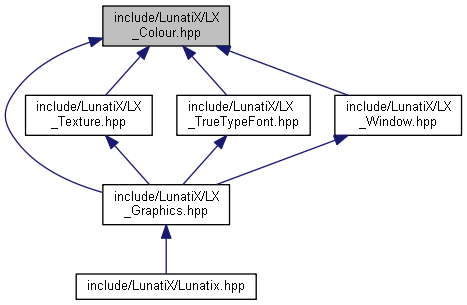 include/LunatiX/LX
_Colour.hpp
include/LunatiX/LX
_Texture.hpp
include/LunatiX/LX
_TrueTypeFont.hpp
include/LunatiX/LX
_Window.hpp
include/LunatiX/LX
_Graphics.hpp
include/LunatiX/Lunatix.hpp